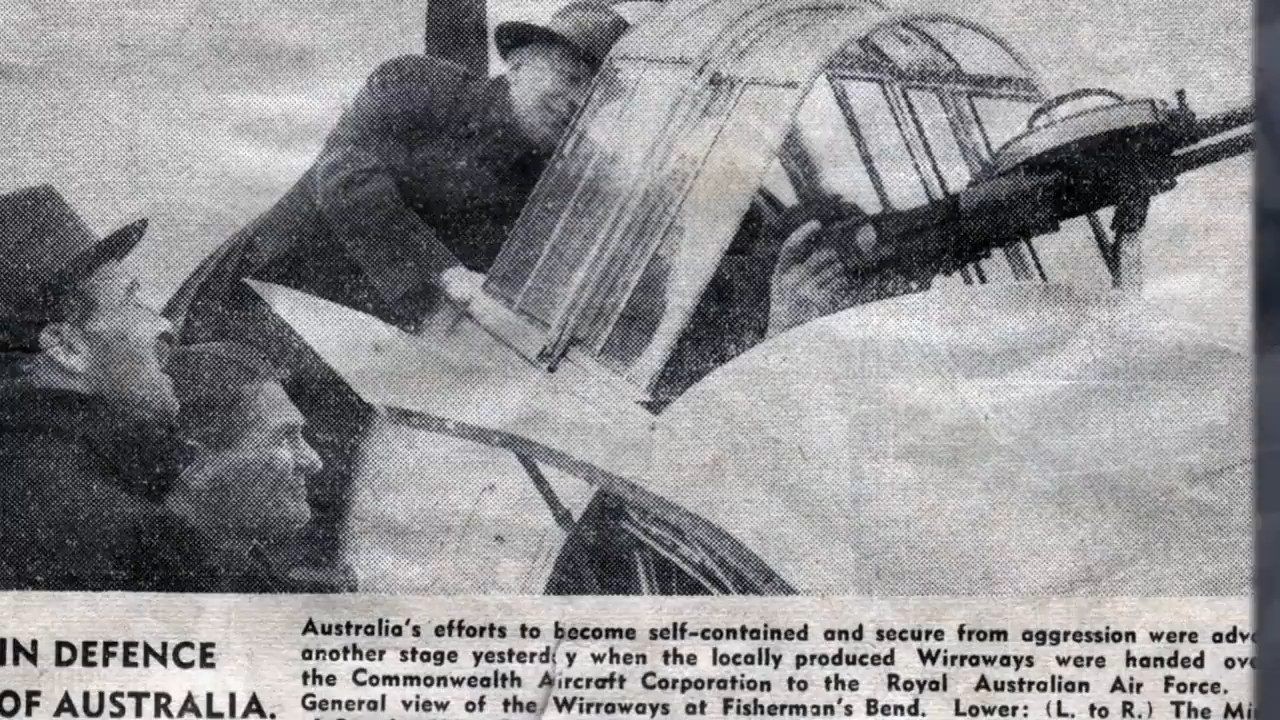 IN DEFENCE
OF AUSTRALIA.
Australia's efforts to become self-contained and secure from aggression were
another stage yesterd y when the locally produced Wirraways were handed
the Commonwealth Aircraft Corporation to the Royal Australian Air Force.
General view of the Wirraways at Fisherman's Bend. Lower: (L. to R.) The